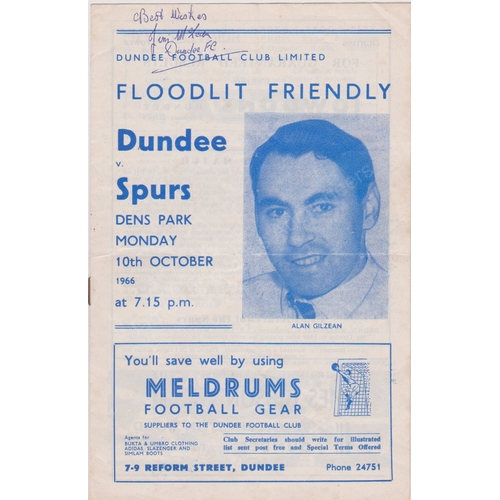 Best Wishes
Dundee F.C.
DUNDEE FOOTBALL CLUB LIMITED
FLOODLIT FRIENDLY
Dundee
v.
Spurs
DENS PARK
MONDAY
10th OCTOBER
1966
at 7.15 p.m.
ALAN GILZEAN
You'll save well by using
MELDRUMS
FOOTBALL GEAR
SUPPLIERS TO THE DUNDEE FOOTBALL CLUB
Agents for
BUKTA & UMBRO CLOTHING
ADIDAS SLAZENGER AND
HMLAM BOOTS
Club Secretaries should write for illustrated
list sent post free and Special Terms Offered
7-9 REFORM STREET, DUNDEE Phone 24751